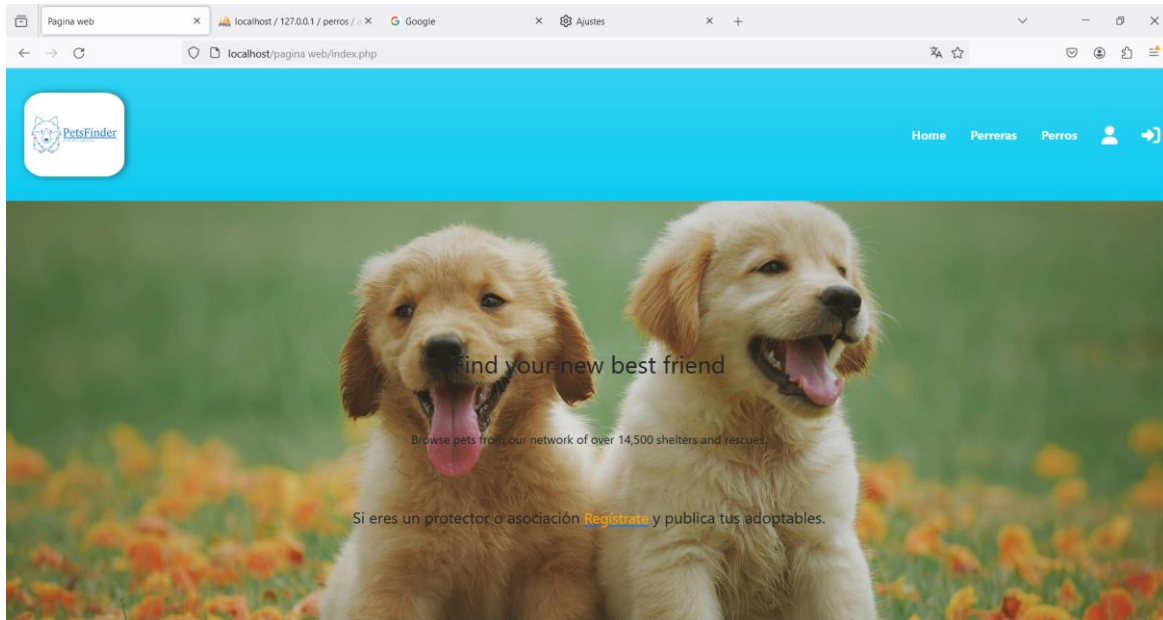 Pagina web
localhost / 127.0.0.1 / perros /
Google
Ajustes
localhost/pagina web/index.php
PetsFinder
Home
Perreras
Perros
Find your new best friend
Browse pets from our network of over 14,500 shelters and rescues.
Si eres un protector o asociación Regístrate y publica tus adoptables.